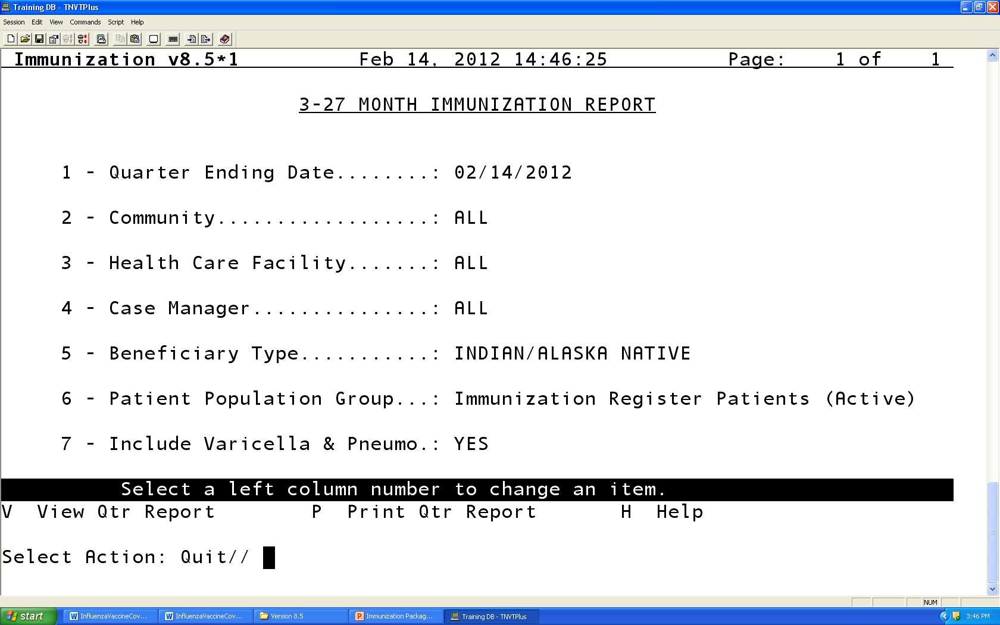 Training DB - TNVTPlus
Session Edit View Commands Script Help
Immunization v8.5*1 Feb 14, 2012 14:46:25 Page: 1 of 1
3-27 MONTH IMMUNIZATION REPORT
1 - Quarter Ending Date........: 02/14/2012
2 - Community..................: ALL
3 - Health Care Facility.......: ALL
4 - Case Manager...............: ALL
5 - Beneficiary Type...........: INDIAN/ALASKA NATIVE
6 - Patient Population Group...: Immunization Register Patients (Active)
7 - Include Varicella & Pneumo.: YES
Select a left column number to change an item.
V View Qtr Report P Print Qtr Report H Help
Select Action: Quit//
NUM
start InfluenzaVaccineCov... InfluenzaVaccineCov... Version 8.5 Immunization Packag... Training DB - TNVTPlus 3:46 PM